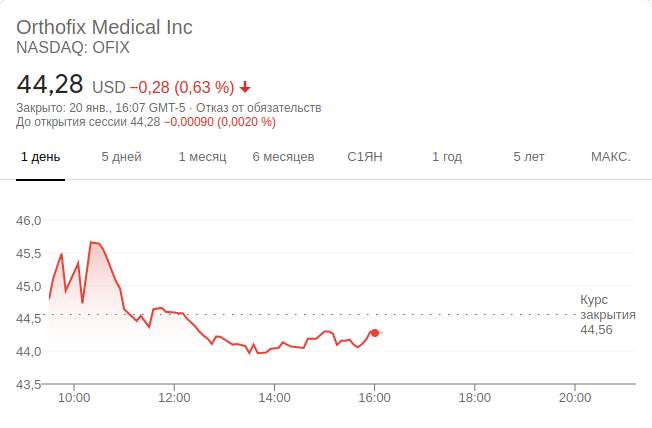 Orthofix Medical Inc
NASDAQ: OFIX
44,28 USD −0,28 (0,63 %)
Закрыто: 20 янв., 16:07 GMT-5 · Отказ от обязательств
До открытия сессии 44,28 −0,00090 (0,0020 %)
1 день 5 дней 1 месяц 6 месяцев С1ЯН 1 год 5 лет МАКС.
46,0
45,5
45,0
44,5
44,0
43,5
Курс
закрытия
44,56
10:00 12:00 14:00 16:00 18:00 20:00